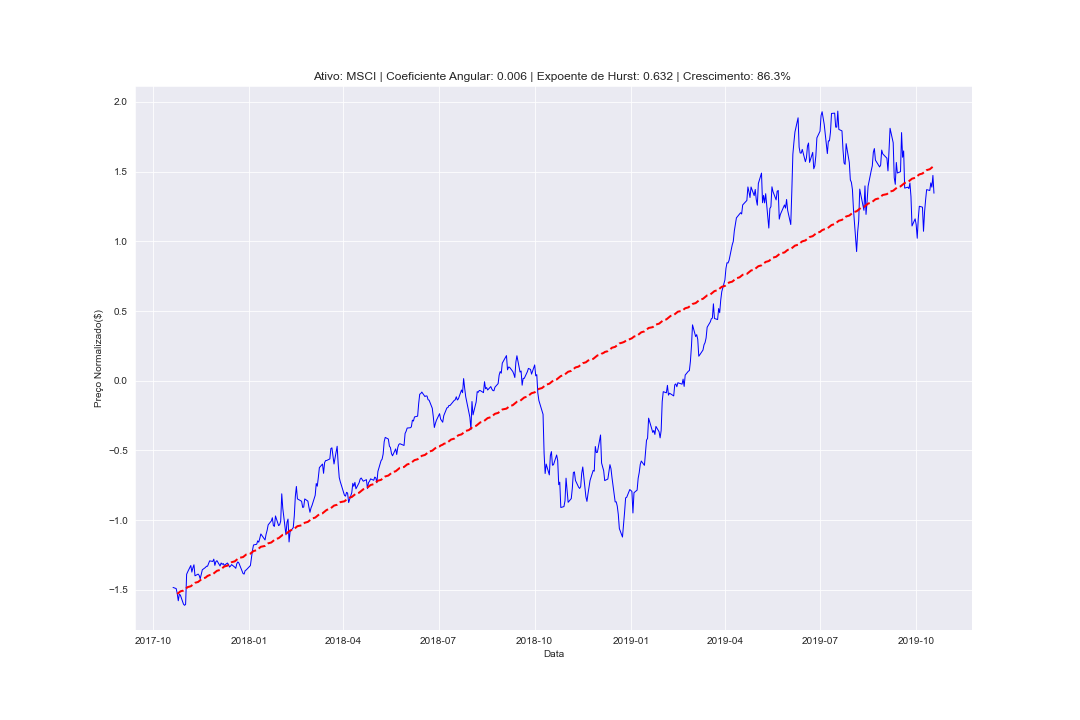 Ativo: MSCI | Coeficiente Angular: 0.006 | Expoente de Hurst: 0.632 | Crescimento: 86.3%
Preço Normalizado($)
2.0
1.5
1.0
0.5
0.0
−0.5
−1.0
−1.5
2017-10 2018-01 2018-04 2018-07 2018-10 2019-01 2019-04 2019-07 2019-10
Data